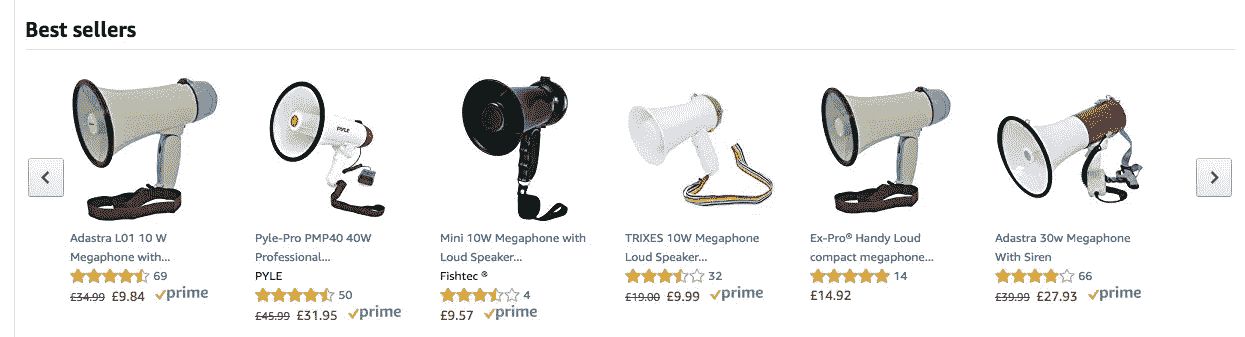 Best sellers
PYLE
Adastra L01 10 W
Megaphone with...
69
£34.99 £9.84 prime
Pyle-Pro PMP40 40W
Professional...
PYLE
50
£45.99 £31.95 prime
Mini 10W Megaphone with
Loud Speaker...
Fishtec ®
4
£9.57 prime
TRIXES 10W Megaphone
Loud Speaker...
32
£19.00 £9.99 prime
Ex-Pro® Handy Loud
compact megaphone...
14
£14.92
Adastra 30w Megaphone
With Siren
66
£39.99 £27.93 prime